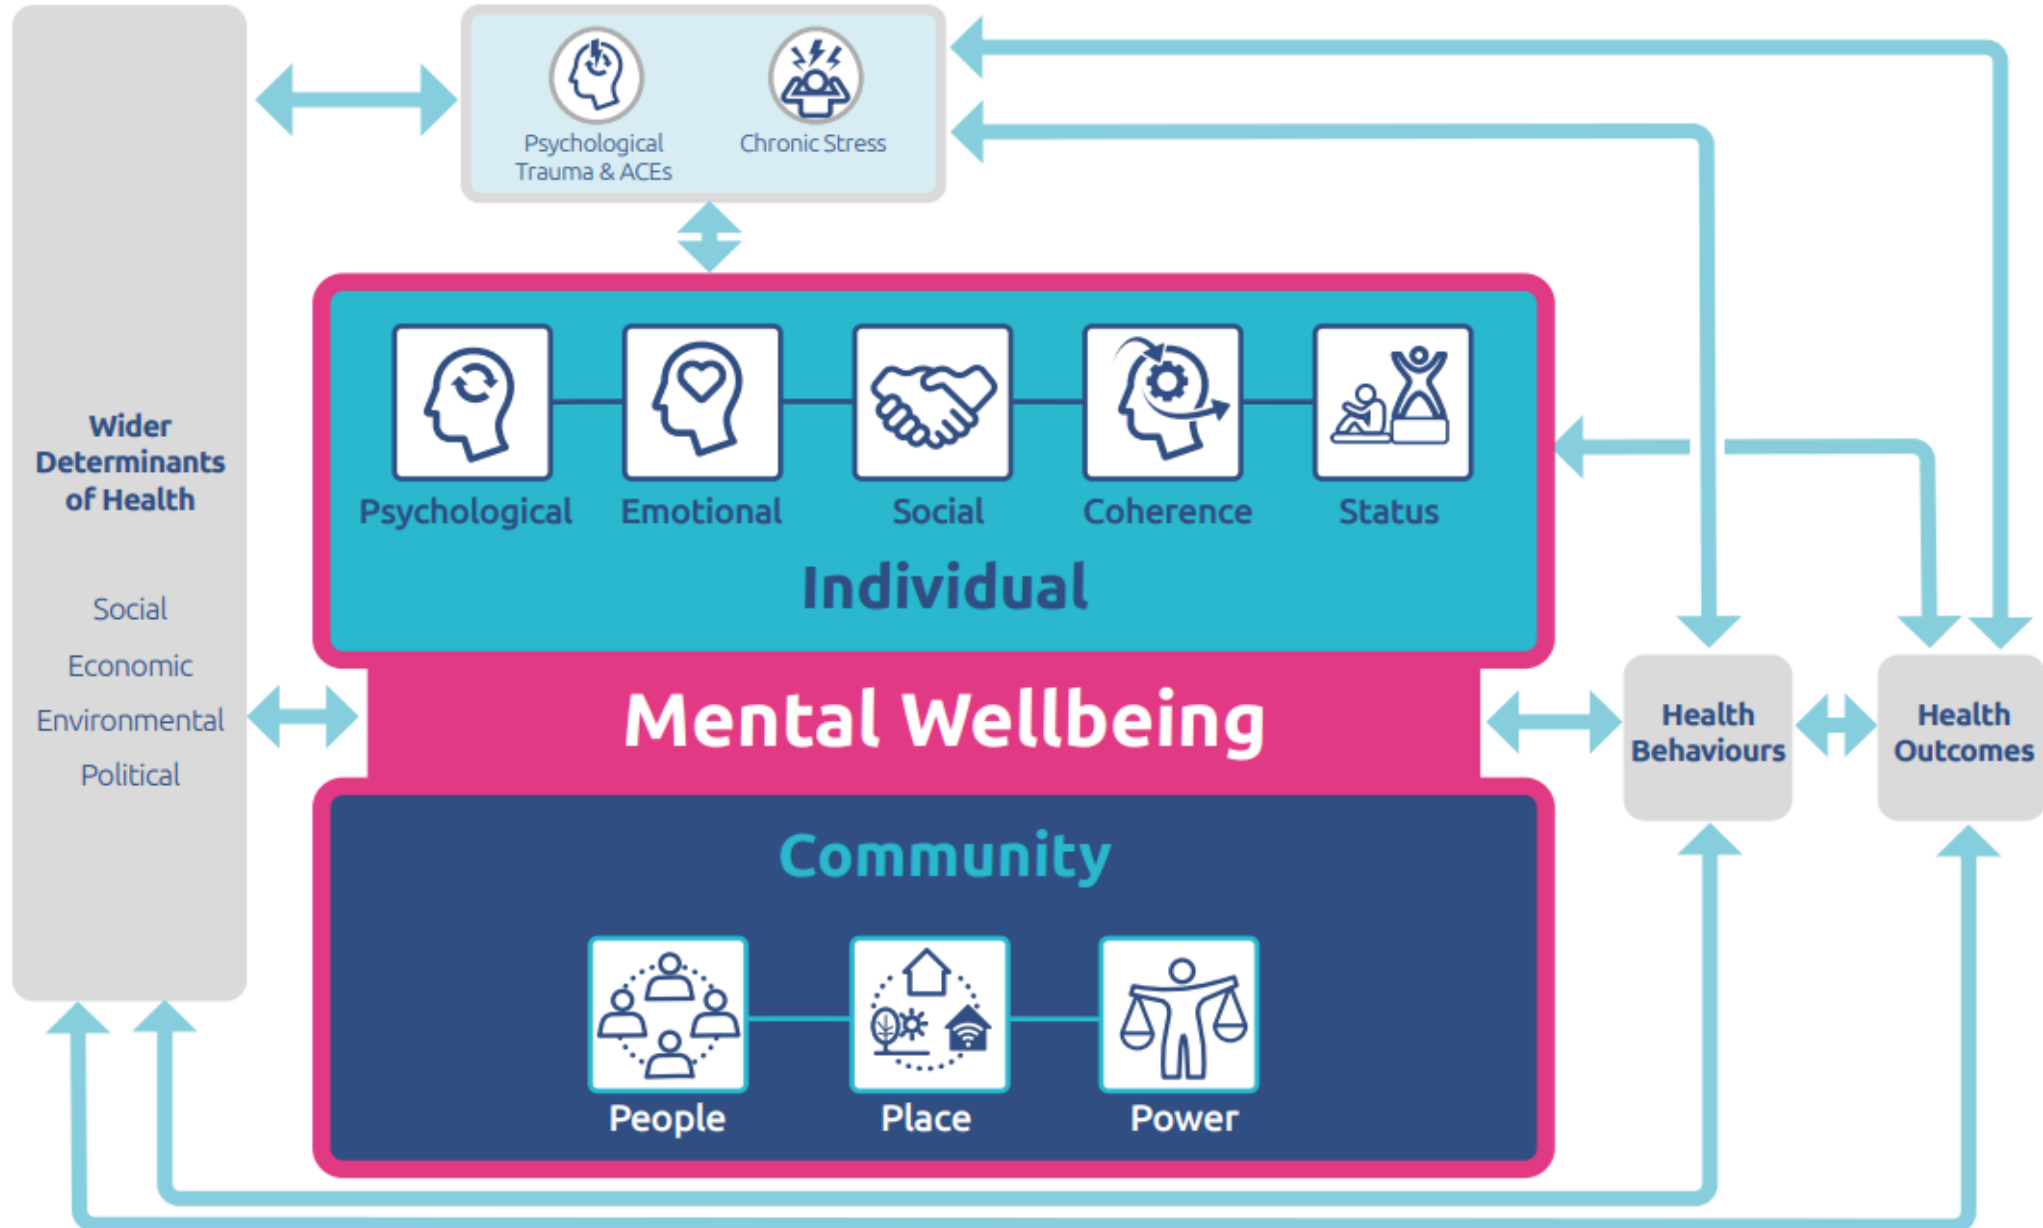 Psychological
Trauma & ACEs
Chronic Stress
Wider
Determinants
of Health
Social
Economic
Environmental
Political
Psychological
Emotional
Social
Coherence
Status
Individual
Mental Wellbeing
Community
People
Place
Power
Health
Behaviours
Health
Outcomes